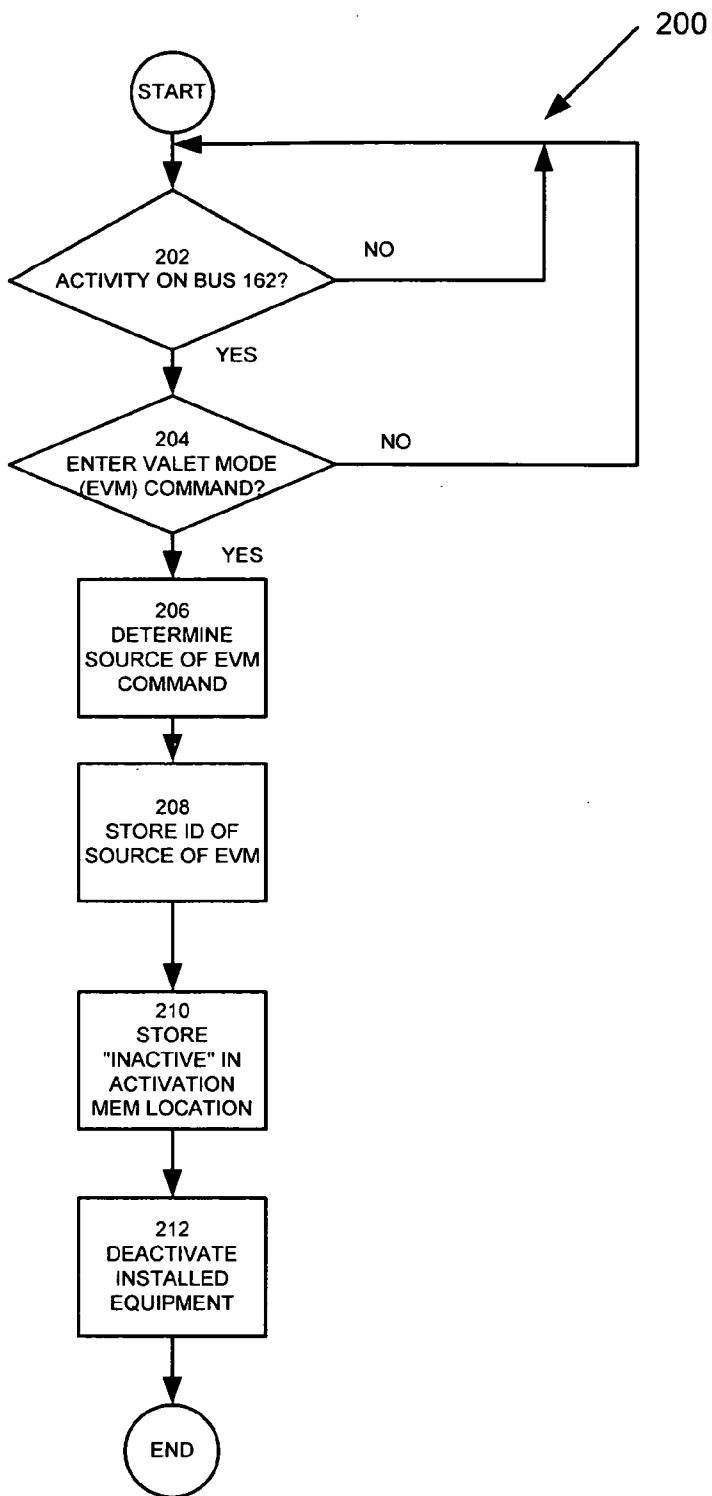 200
START
202
ACTIVITY ON BUS 162?
NO
YES
204
ENTER VALET MODE
(EVM) COMMAND?
NO
YES
206
DETERMINE
SOURCE OF EVM
COMMAND
208
STORE ID OF
SOURCE OF EVM
210
STORE
"INACTIVE" IN
ACTIVATION
MEM LOCATION
212
DEACTIVATE
INSTALLED
EQUIPMENT
END